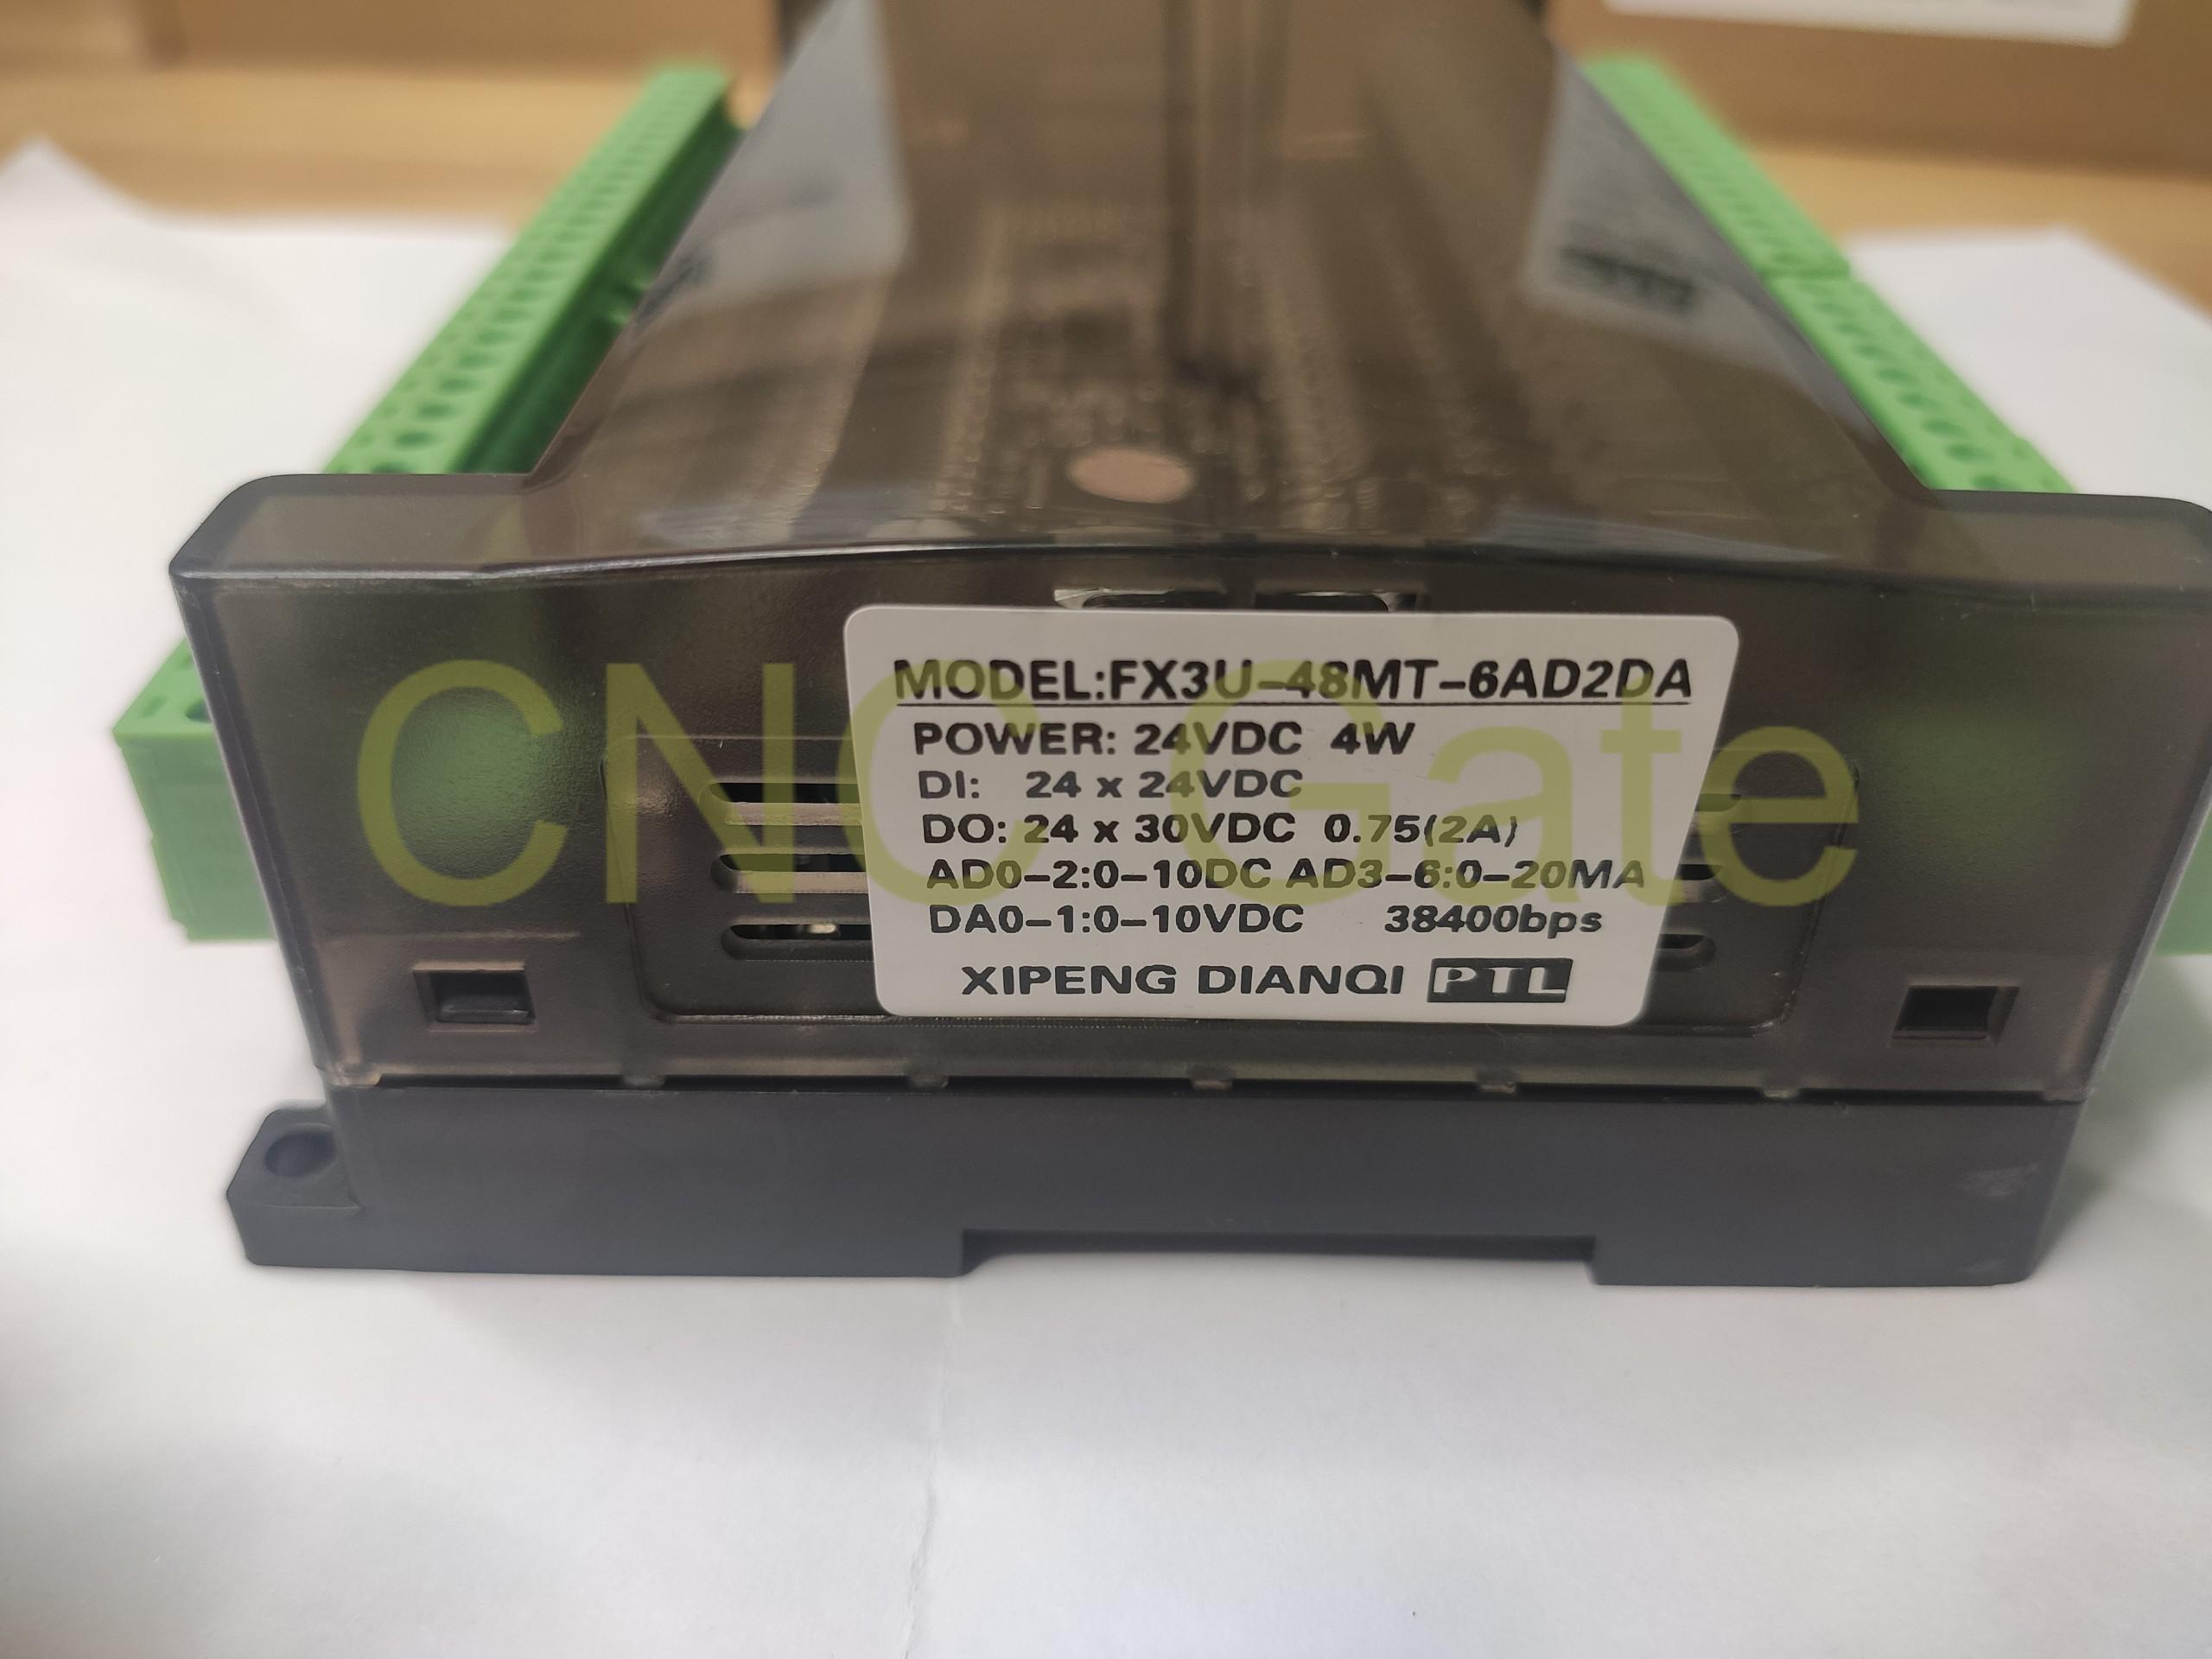 MODEL:FX3U-48MT-6AD2DA
POWER: 24VDC 4W
DI: 24 x 24VDC
DO: 24 x 30VDC 0.75(2A)
AD0-2:0-10DC AD3-6:0-20MA
DA0-1:0-10VDC 38400bps
XIPENG DIANQI PTL
CNC Gate